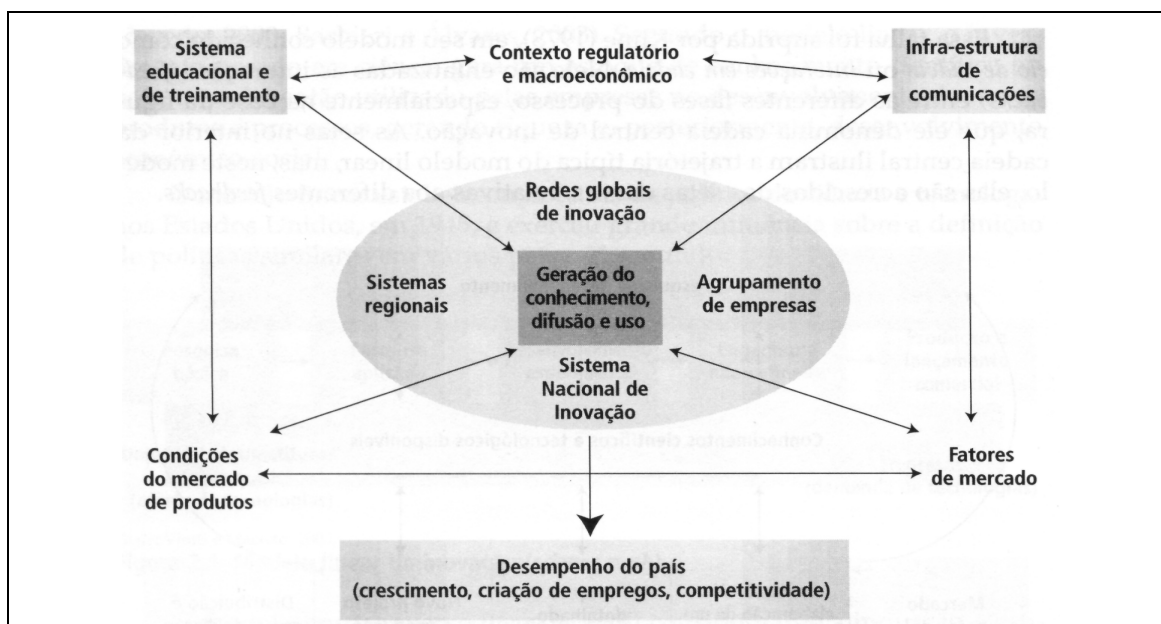 Sistema
educacional e
de treinamento
Contexto regulatório
e macroeconômico
Infra-estrutura
de
comunicações
Redes globais
de inovação
Sistemas
regionais
Geração do
conhecimento,
difusão e uso
Agrupamento
de empresas
Sistema
Nacional de
Inovação
Condições
do mercado
de produtos
Fatores
de mercado
Desempenho do país
(crescimento, criação de empregos, competitividade)